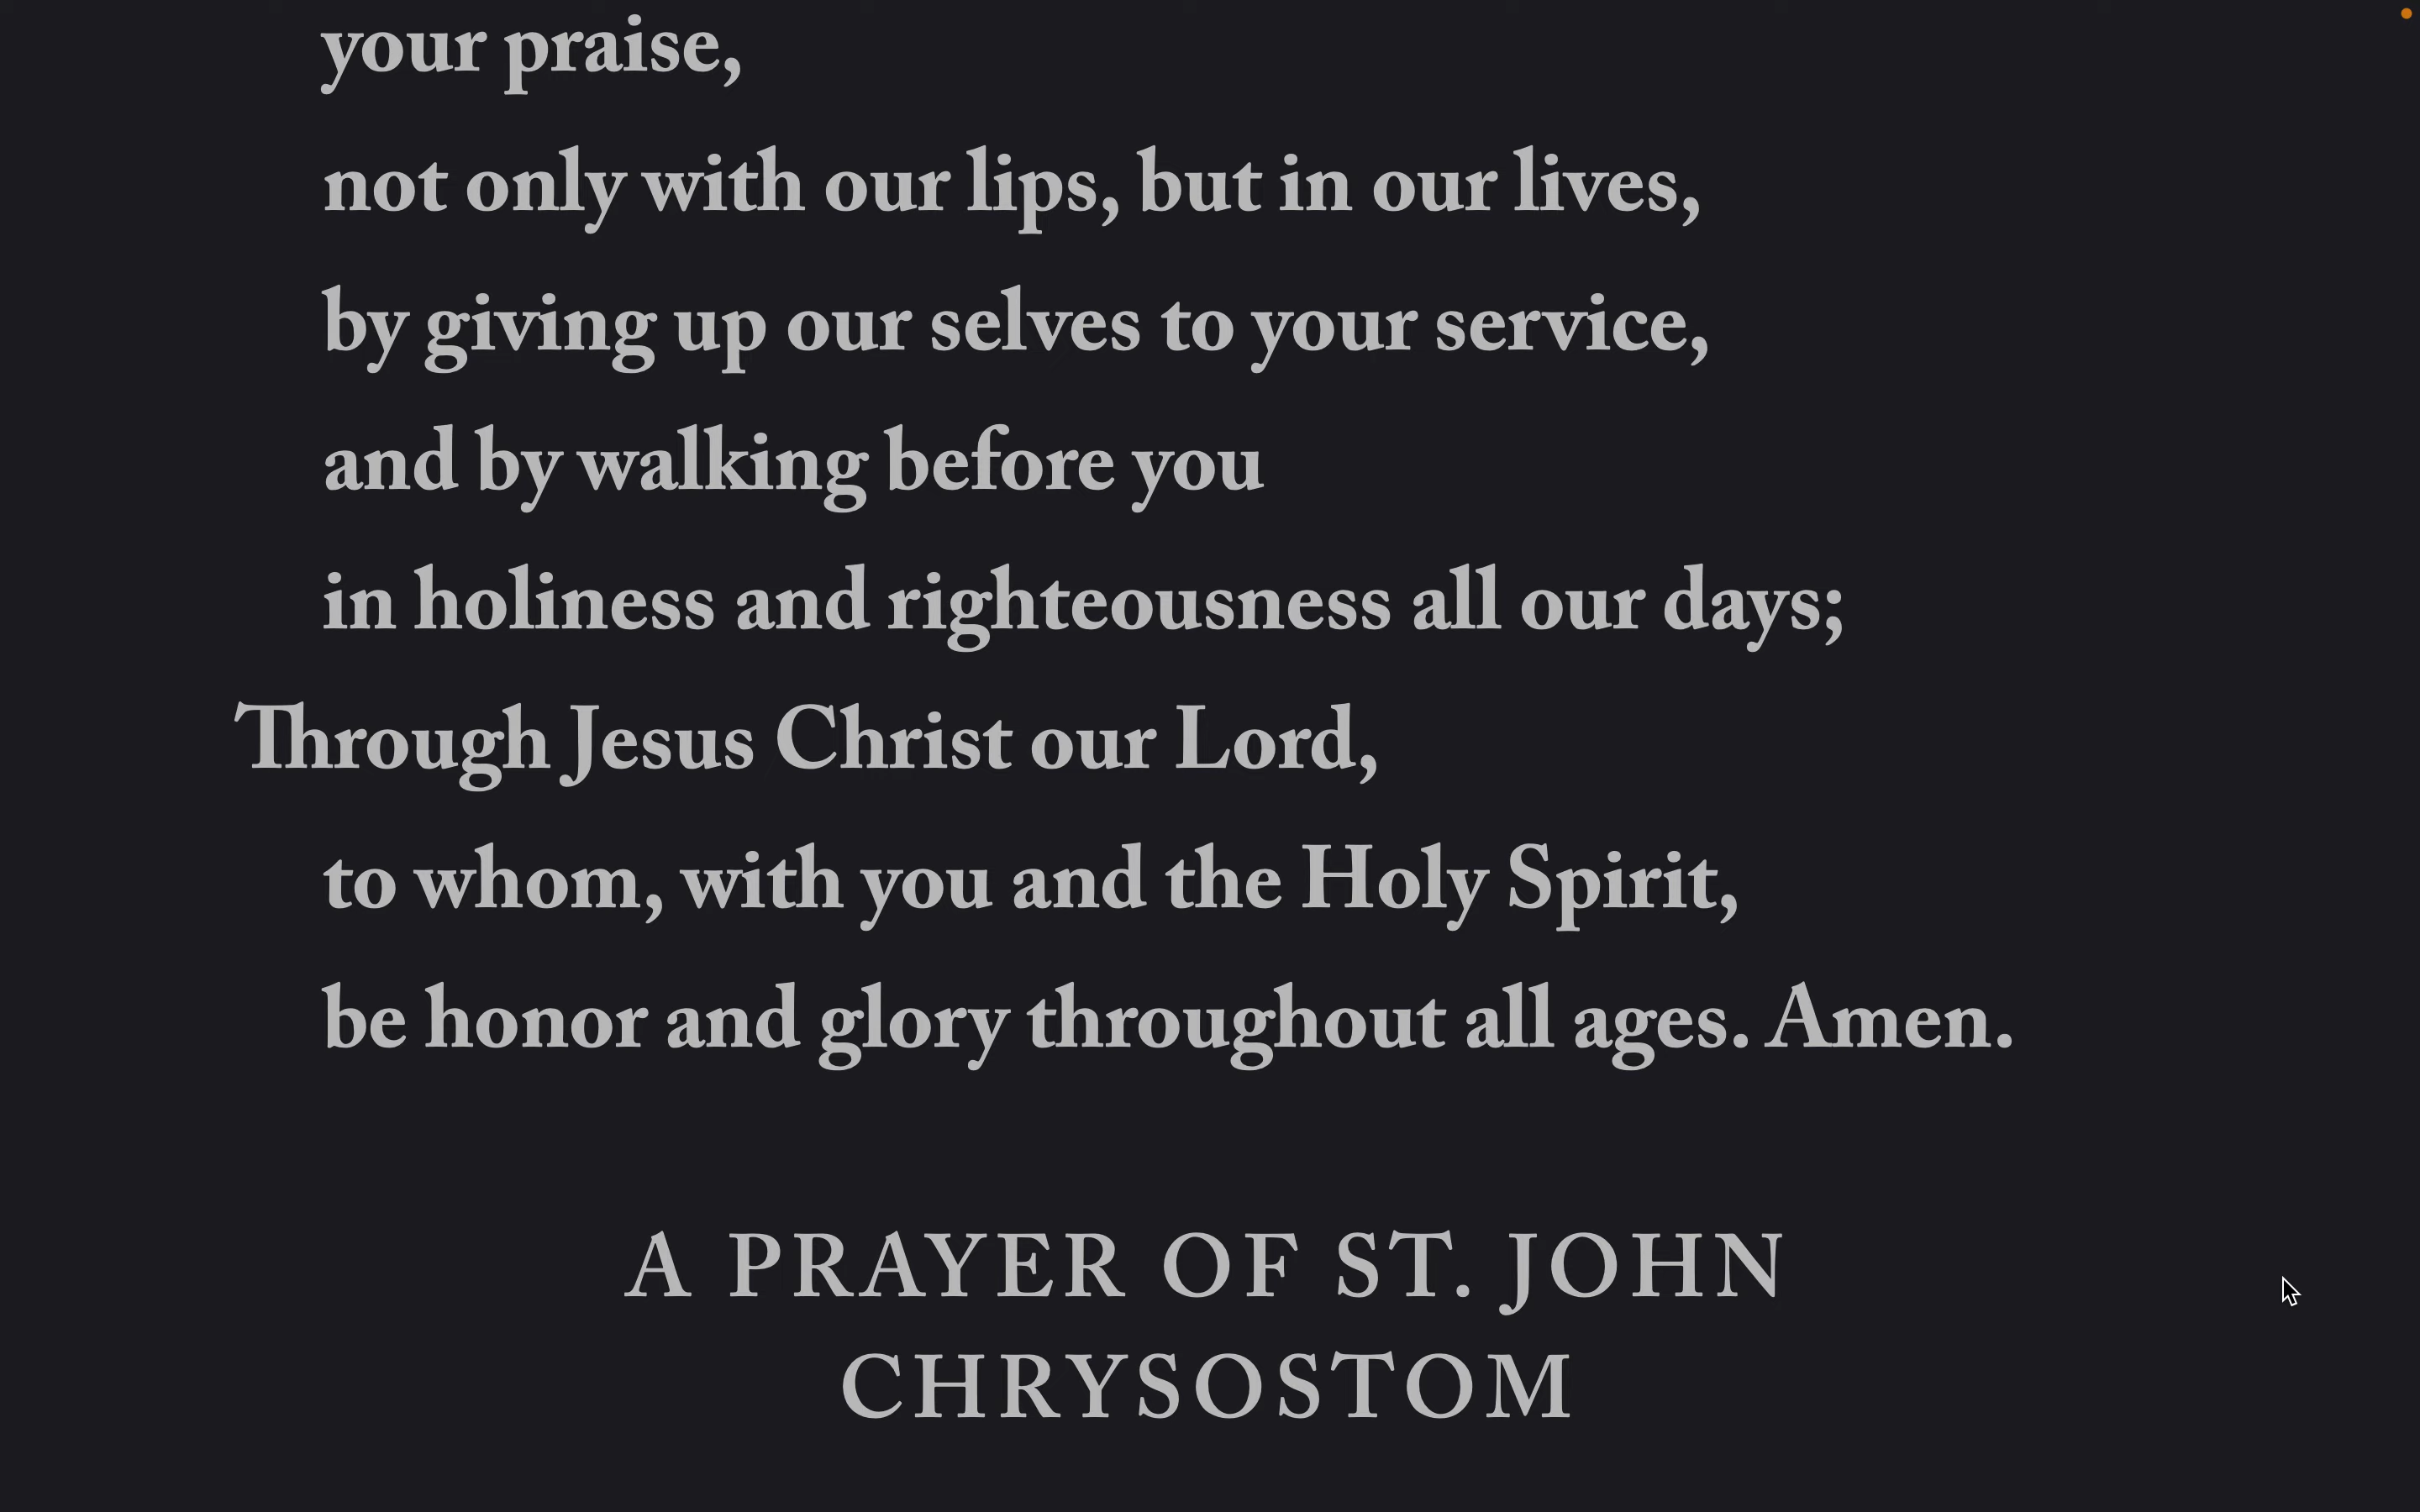 your praise,
not only with our lips, but in our lives,
by giving up our selves to your service,
and by walking before you
in holiness and righteousness all our days;
Through Jesus Christ our Lord,
to whom, with you and the Holy Spirit,
be honor and glory throughout all ages. Amen.
A PRAYER OF ST. JOHN
CHRYSOSTOM